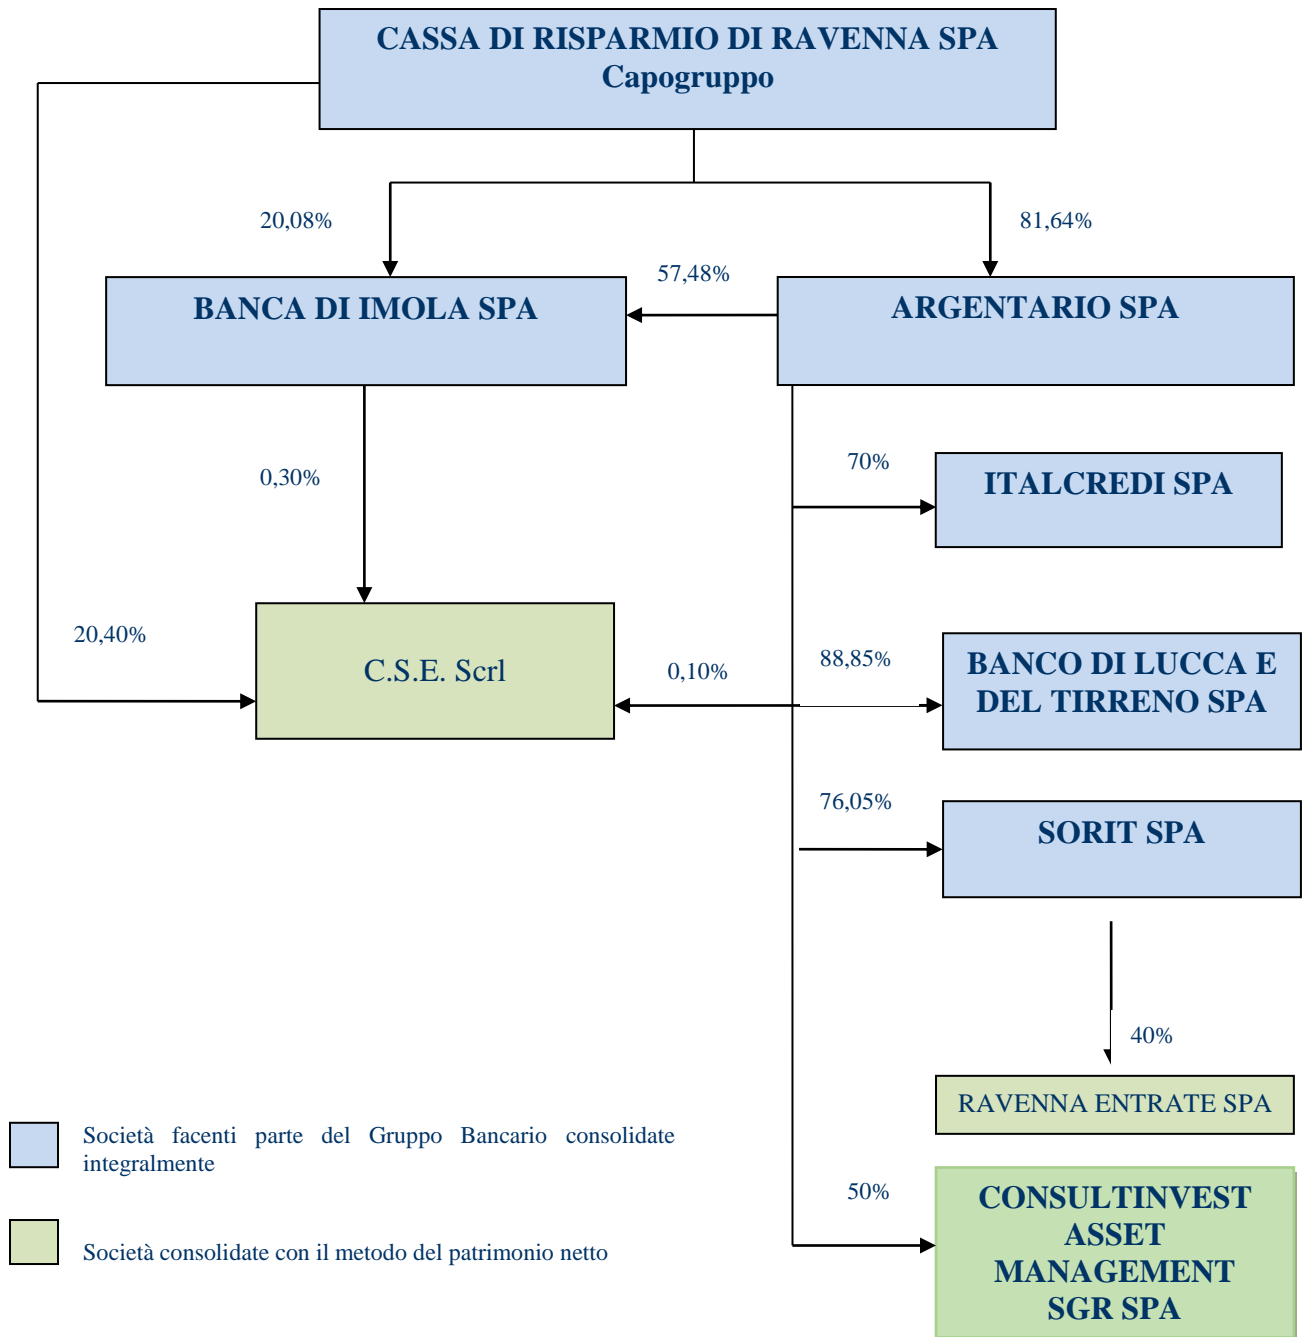 CASSA DI RISPARMIO DI RAVENNA SPA
Capogruppo
20,08%
81,64%
57,48%
BANCA DI IMOLA SPA
ARGENTARIO SPA
70%
ITALCREDI SPA
0,30%
20,40%
C.S.E. Scrl
0,10%
88,85%
BANCO DI LUCCA E
DEL TIRRENO SPA
76,05%
SORIT SPA
40%
RAVENNA ENTRATE SPA
Società facenti parte del Gruppo Bancario consolidate
integralmente
50%
CONSULTINVEST
ASSET
MANAGEMENT
SGR SPA
Società consolidate con il metodo del patrimonio netto